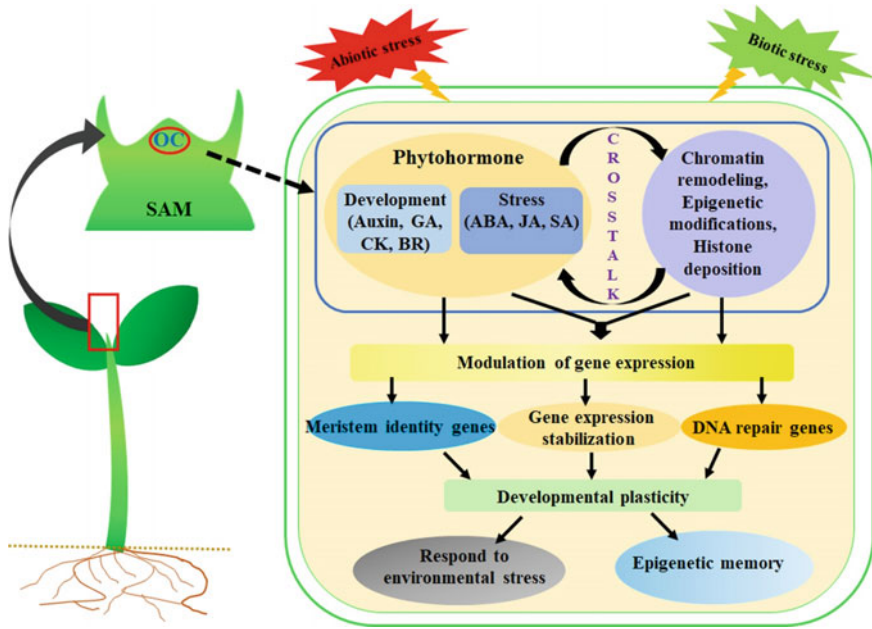 Abiotic stress
Biotic stress
OC
SAM
Phytohormone
Development
(Auxin, GA,
CK, BR)
Stress
(ABA, JA, SA)
CROSSTALK
Chromatin
remodeling,
Epigenetic
modifications,
Histone
deposition
Modulation of gene expression
Meristem identity genes
Gene expression
stabilization
DNA repair genes
Developmental plasticity
Respond to
environmental stress
Epigenetic memory